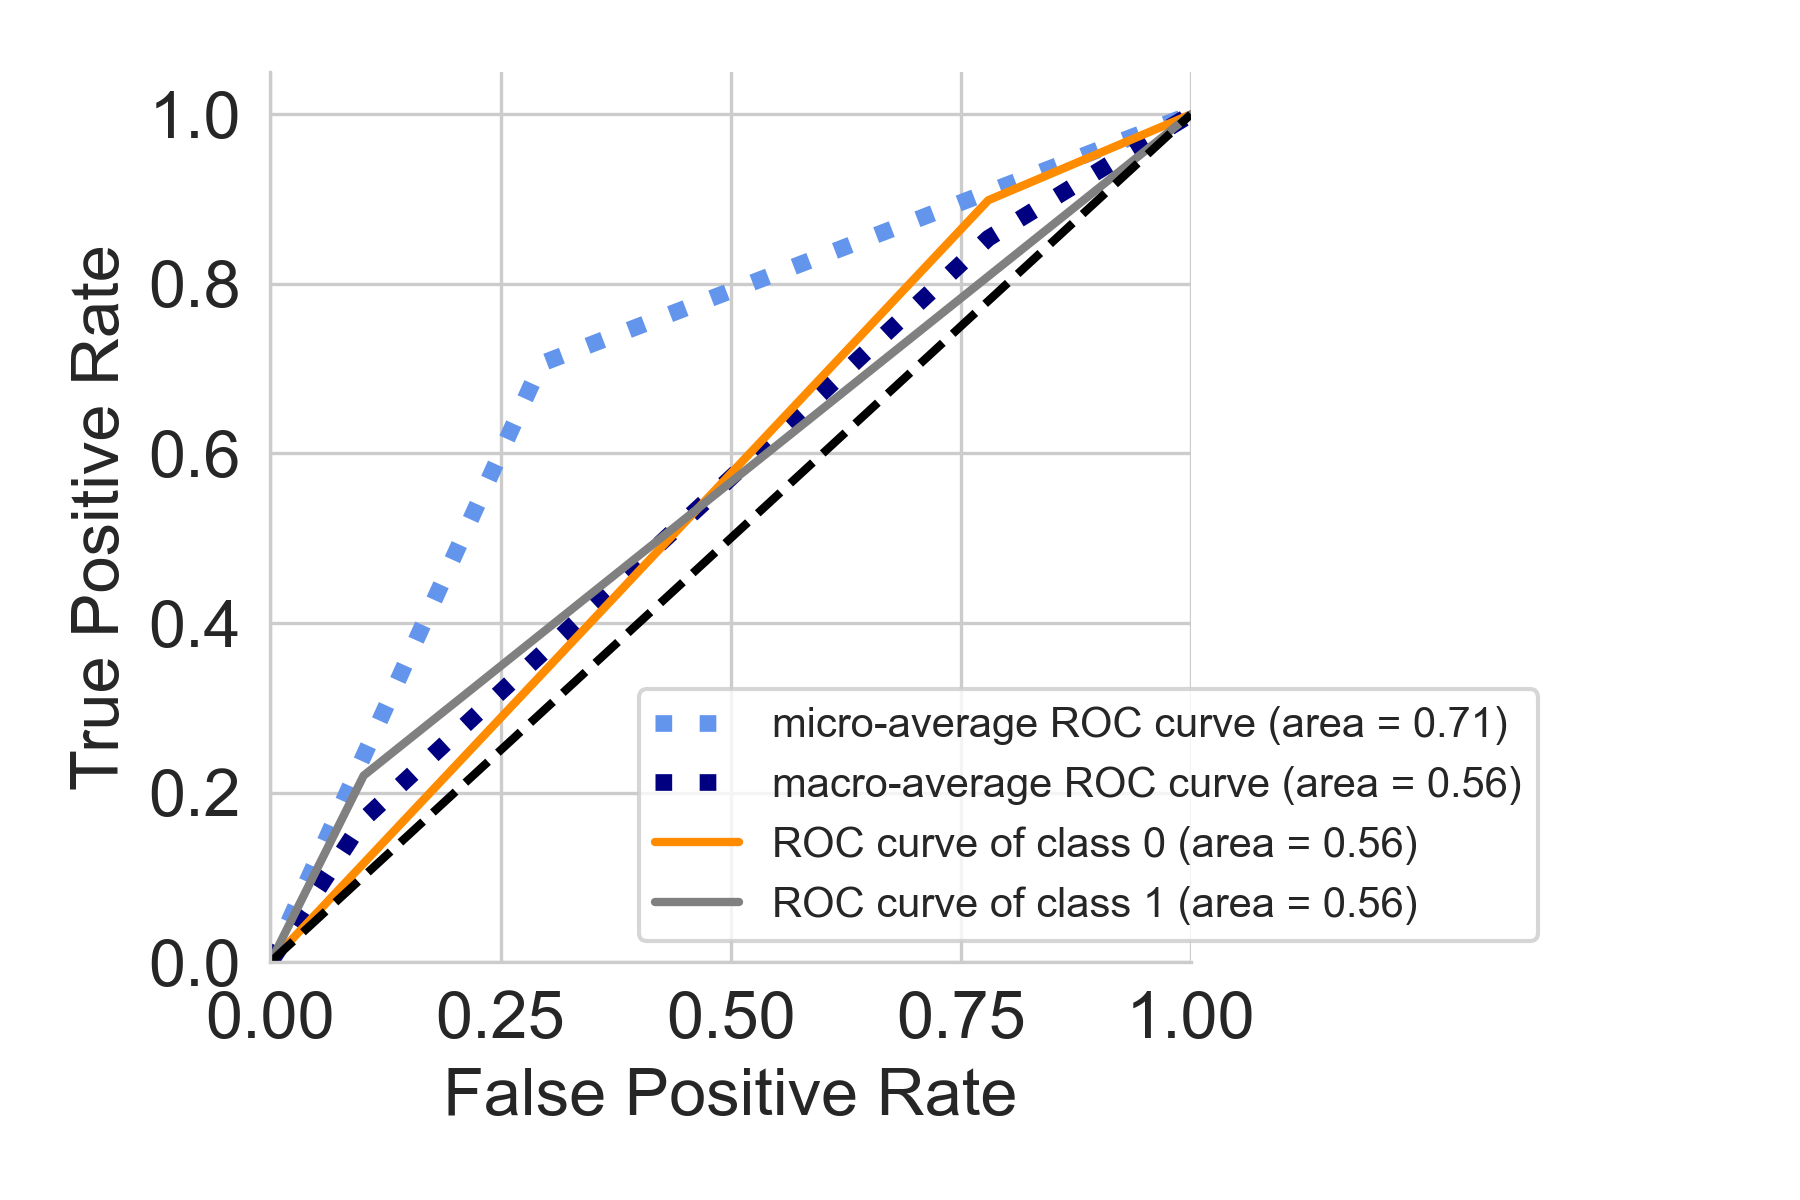 True Positive Rate
1.0
0.8
0.6
0.4
0.2
0.0
micro-average ROC curve (area = 0.71)
macro-average ROC curve (area = 0.56)
ROC curve of class 0 (area = 0.56)
ROC curve of class 1 (area = 0.56)
0.00 0.25 0.50 0.75 1.00
False Positive Rate